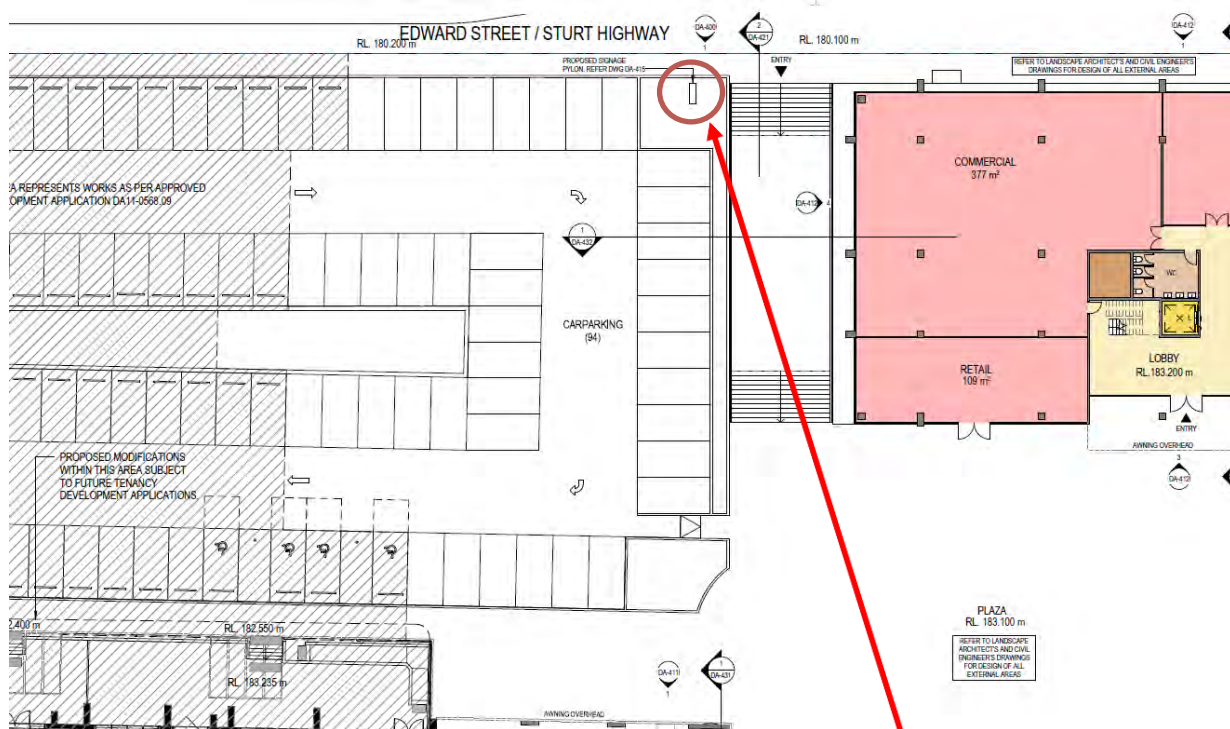 EDWARD STREET / STURT HIGHWAY
RL. 180.200 m
DA-400
1
2
DA-421
RL. 180.100 m
DA-412
1
PROPOSED SIGNAGE
PYLON. REFER DWG DA-415
ENTRY
REFER TO LANDSCAPE ARCHITECT'S AND CIVIL ENGINEER'S
DRAWINGS FOR DESIGN OF ALL EXTERNAL AREAS
COMMERCIAL
377 m²
A REPRESENTS WORKS AS PER APPROVED
OPMENT APPLICATION DA11-0568.09
DA-412
4
1
DA-432
WC
CARPARKING
(94)
LOBBY
RL.183.200 m
RETAIL
109 m²
ENTRY
AWNING OVERHEAD
3
DA-412
PROPOSED MODIFICATIONS
WITHIN THIS AREA SUBJECT
TO FUTURE TENANCY
DEVELOPMENT APPLICATIONS.
PLAZA
RL. 183.100 m
REFER TO LANDSCAPE
ARCHITECT'S AND CIVIL
ENGINEER'S DRAWINGS
FOR DESIGN OF ALL
EXTERNAL AREAS
2.400 m
RL. 182.550 m
RL. 183.235 m
DA-411
1
1
DA-431
AWNING OVERHEAD